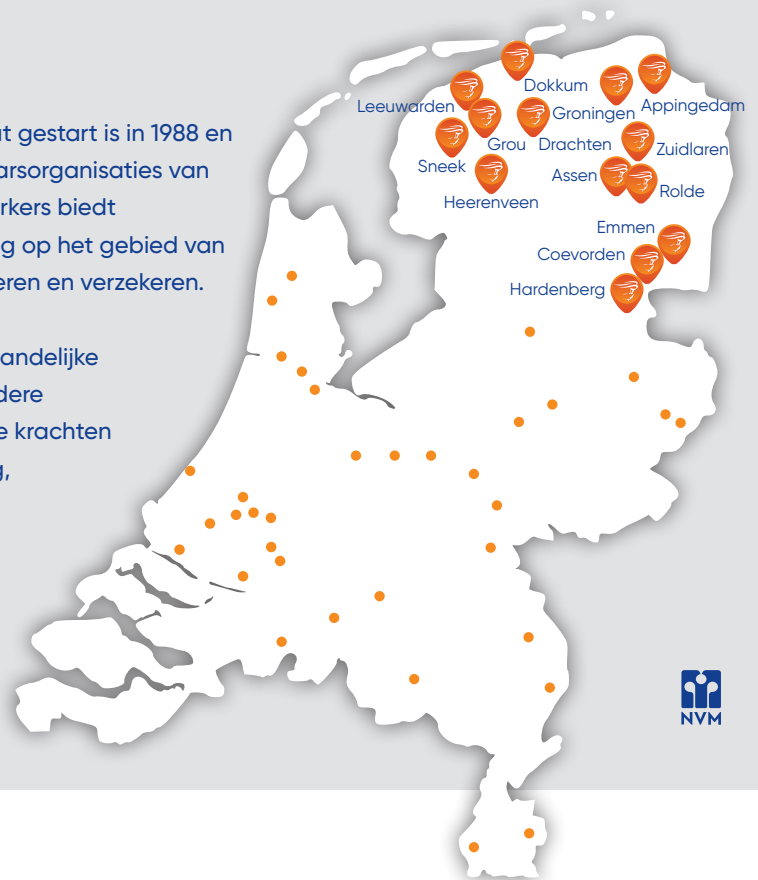 t gestart is in 1988 en
arsorganisaties van
rkers biedt
g op het gebied van
eren en verzekeren.
andelijke
dere
e krachten
g,
Dokkum
Leeuwarden
Groningen
Appingedam
Grou
Drachten
Zuidlaren
Sneek
Assen
Rolde
Heerenveen
Emmen
Coevorden
Hardenberg
NVM